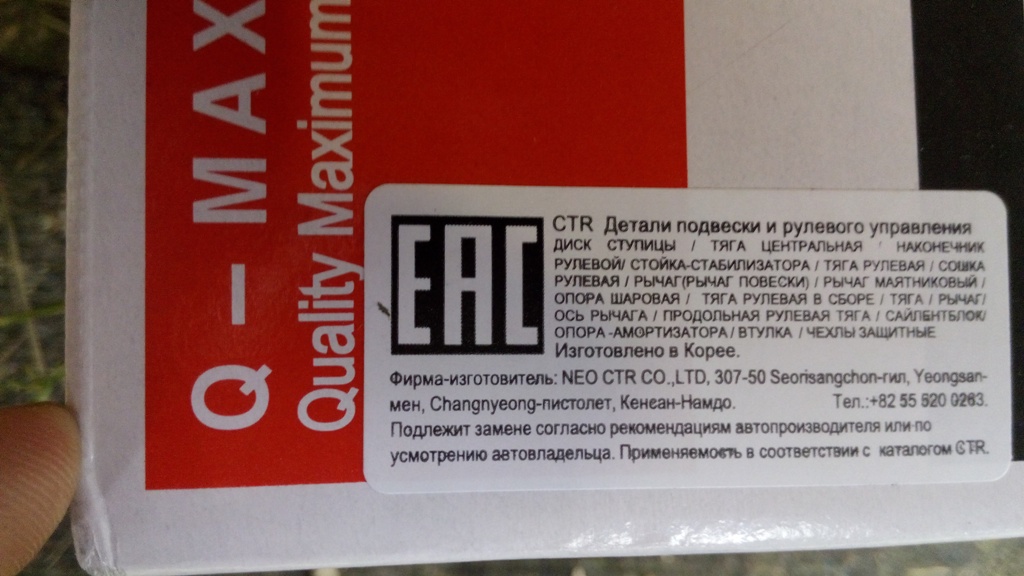 Q - MAX
Quality Maximum
EAC
CTR Детали подвески и рулевого управления
ДИСК СТУПИЦЫ / ТЯГА ЦЕНТРАЛЬНАЯ / НАКОНЕЧНИК
РУЛЕВОЙ/ СТОЙКА-СТАБИЛИЗАТОРА / ТЯГА РУЛЕВАЯ / СОШКА
РУЛЕВАЯ / РЫЧАГ(РЫЧАГ ПОВЕСКИ) / РЫЧАГ МАЯТНИКОВЫЙ /
ОПОРА ШАРОВАЯ / ТЯГА РУЛЕВАЯ В СБОРЕ / ТЯГА / РЫЧАГ/
ОСЬ РЫЧАГА / ПРОДОЛЬНАЯ РУЛЕВАЯ ТЯГА / САЙЛБНТБЛОК/
ОПОРА -АМОРТИЗАТОРА / ВТУЛКА / ЧЕХЛЫ ЗАЩИТНЫЕ
Изготовлено в Корее.
Фирма-изготовитель: NEO CTR CO.,LTD, 307-50 Seorisangchon-гил, Yeongsan-
мен, Changnyeong-пистолет, Кенсан-Намдо. Тел.:+82 55 520 0263.
Подлежит замене согласно рекомендациям автопроизводителя или по
усмотрению автовладельца. Применяемость в соответствии с каталогом CTR.